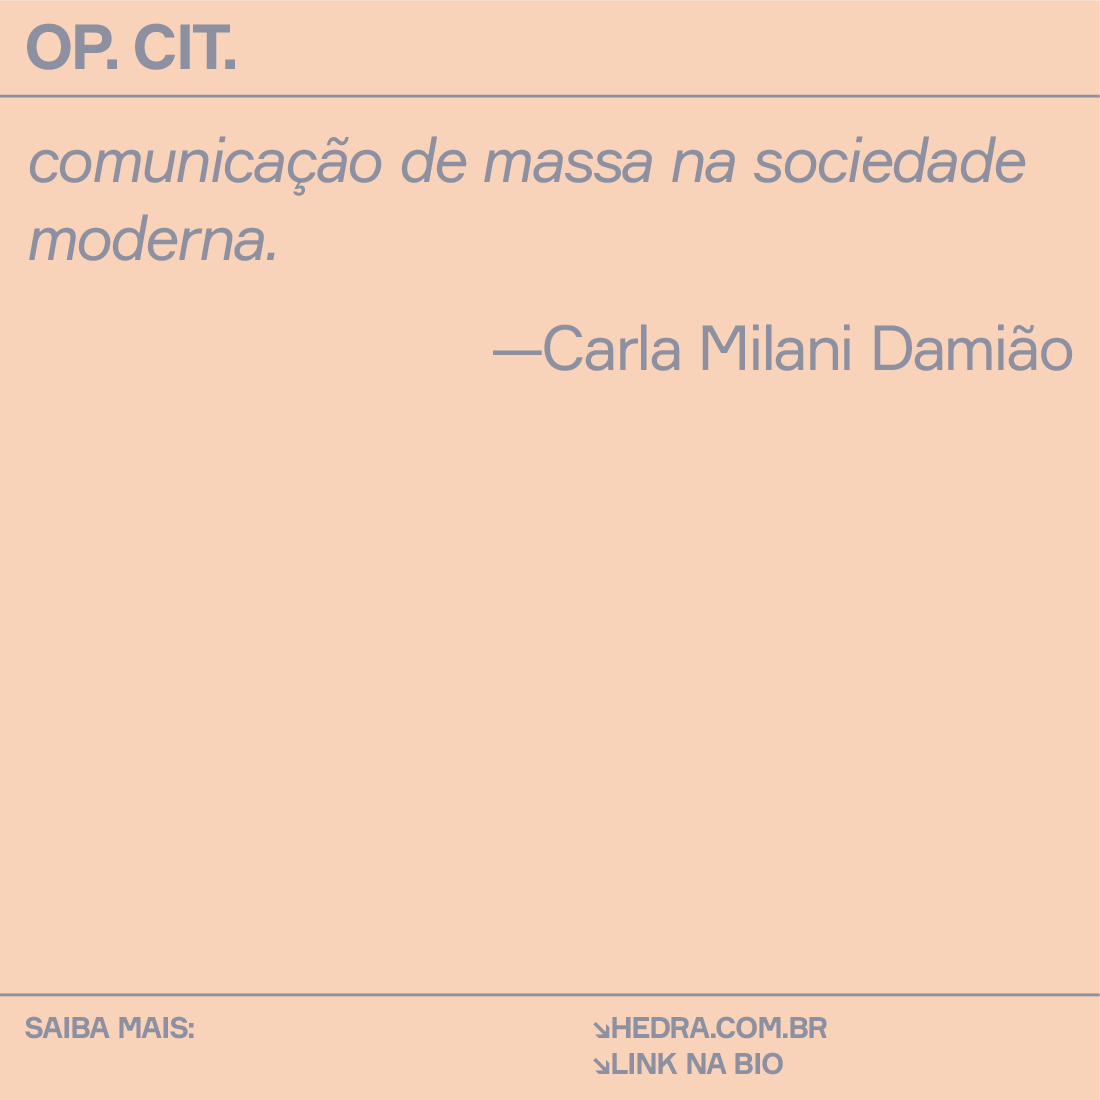 OP. CIT.
comunicação de massa na sociedade
moderna.
—Carla Milani Damião
SAIBA MAIS:
↘HEDRA.COM.BR
↘LINK NA BIO